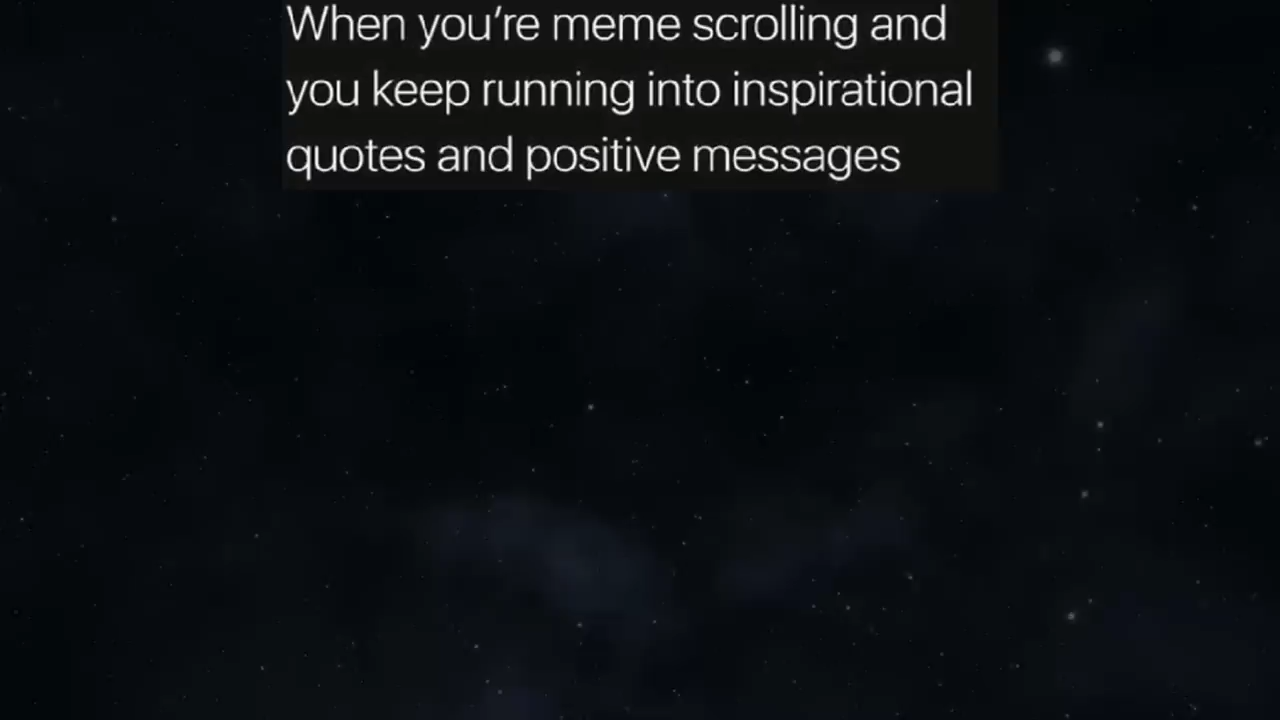 When you’re meme scrolling and
you keep running into inspirational
quotes and positive messages